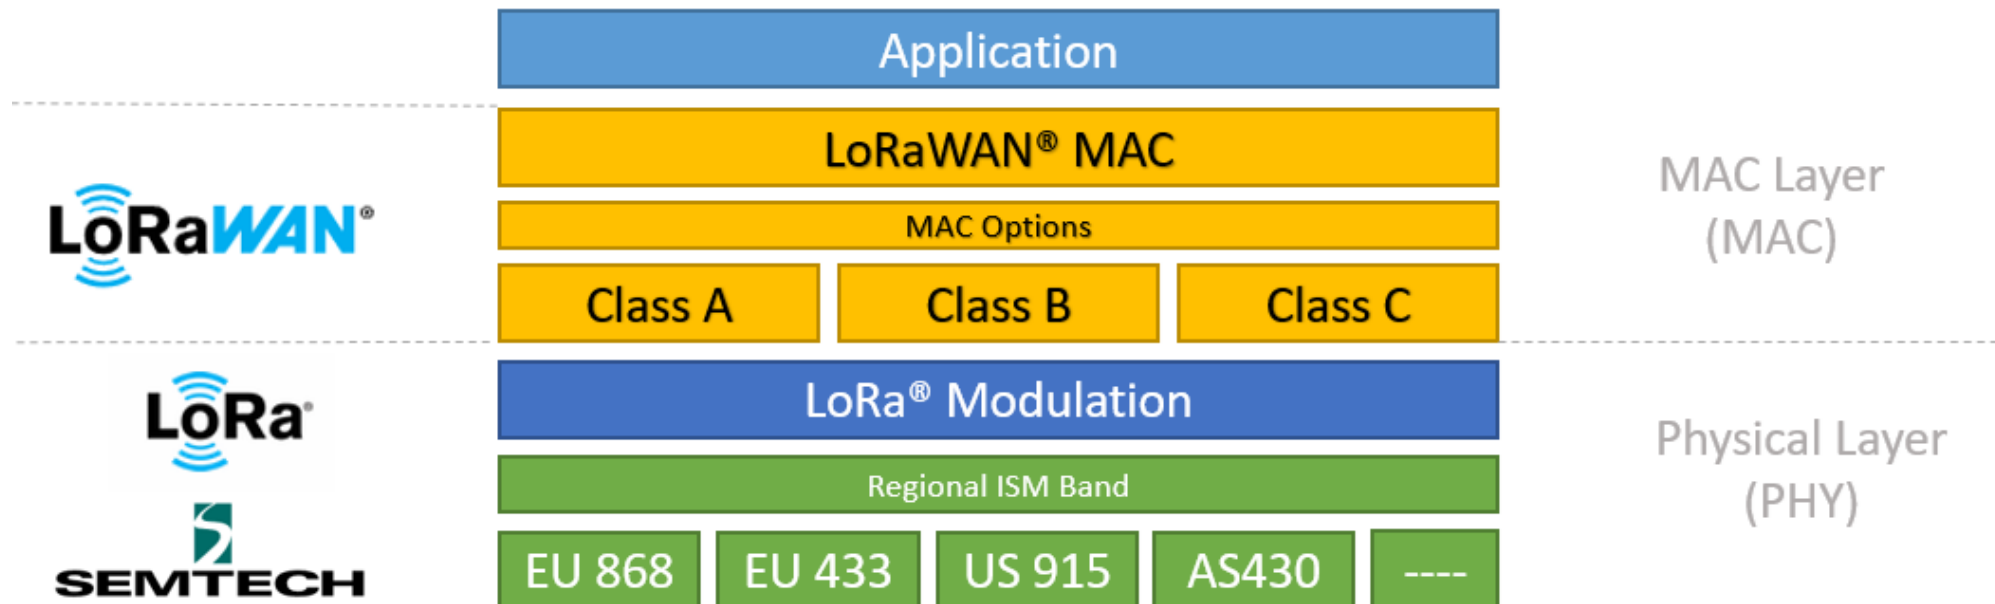 Application
LoRaWAN® MAC
MAC Options
Class A
Class B
Class C
LoRa® Modulation
Regional ISM Band
EU 868
EU 433
US 915
AS430
----
LoRaWAN®
LoRa®
SEMTECH
MAC Layer
(MAC)
Physical Layer
(PHY)